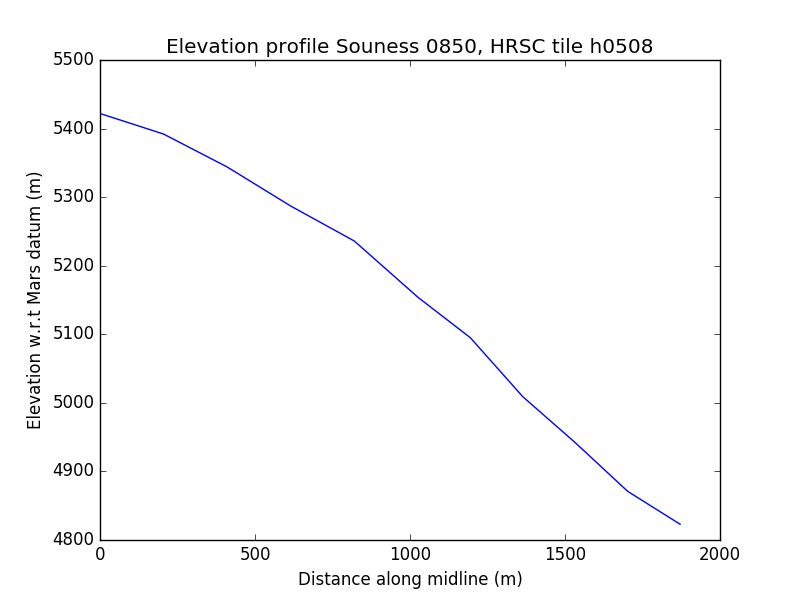 Elevation profile Souness 0850, HRSC tile h0508
5500
5400
5300
5200
5100
5000
4900
4800
Elevation w.r.t Mars datum (m)
0 500 1000 1500 2000
Distance along midline (m)